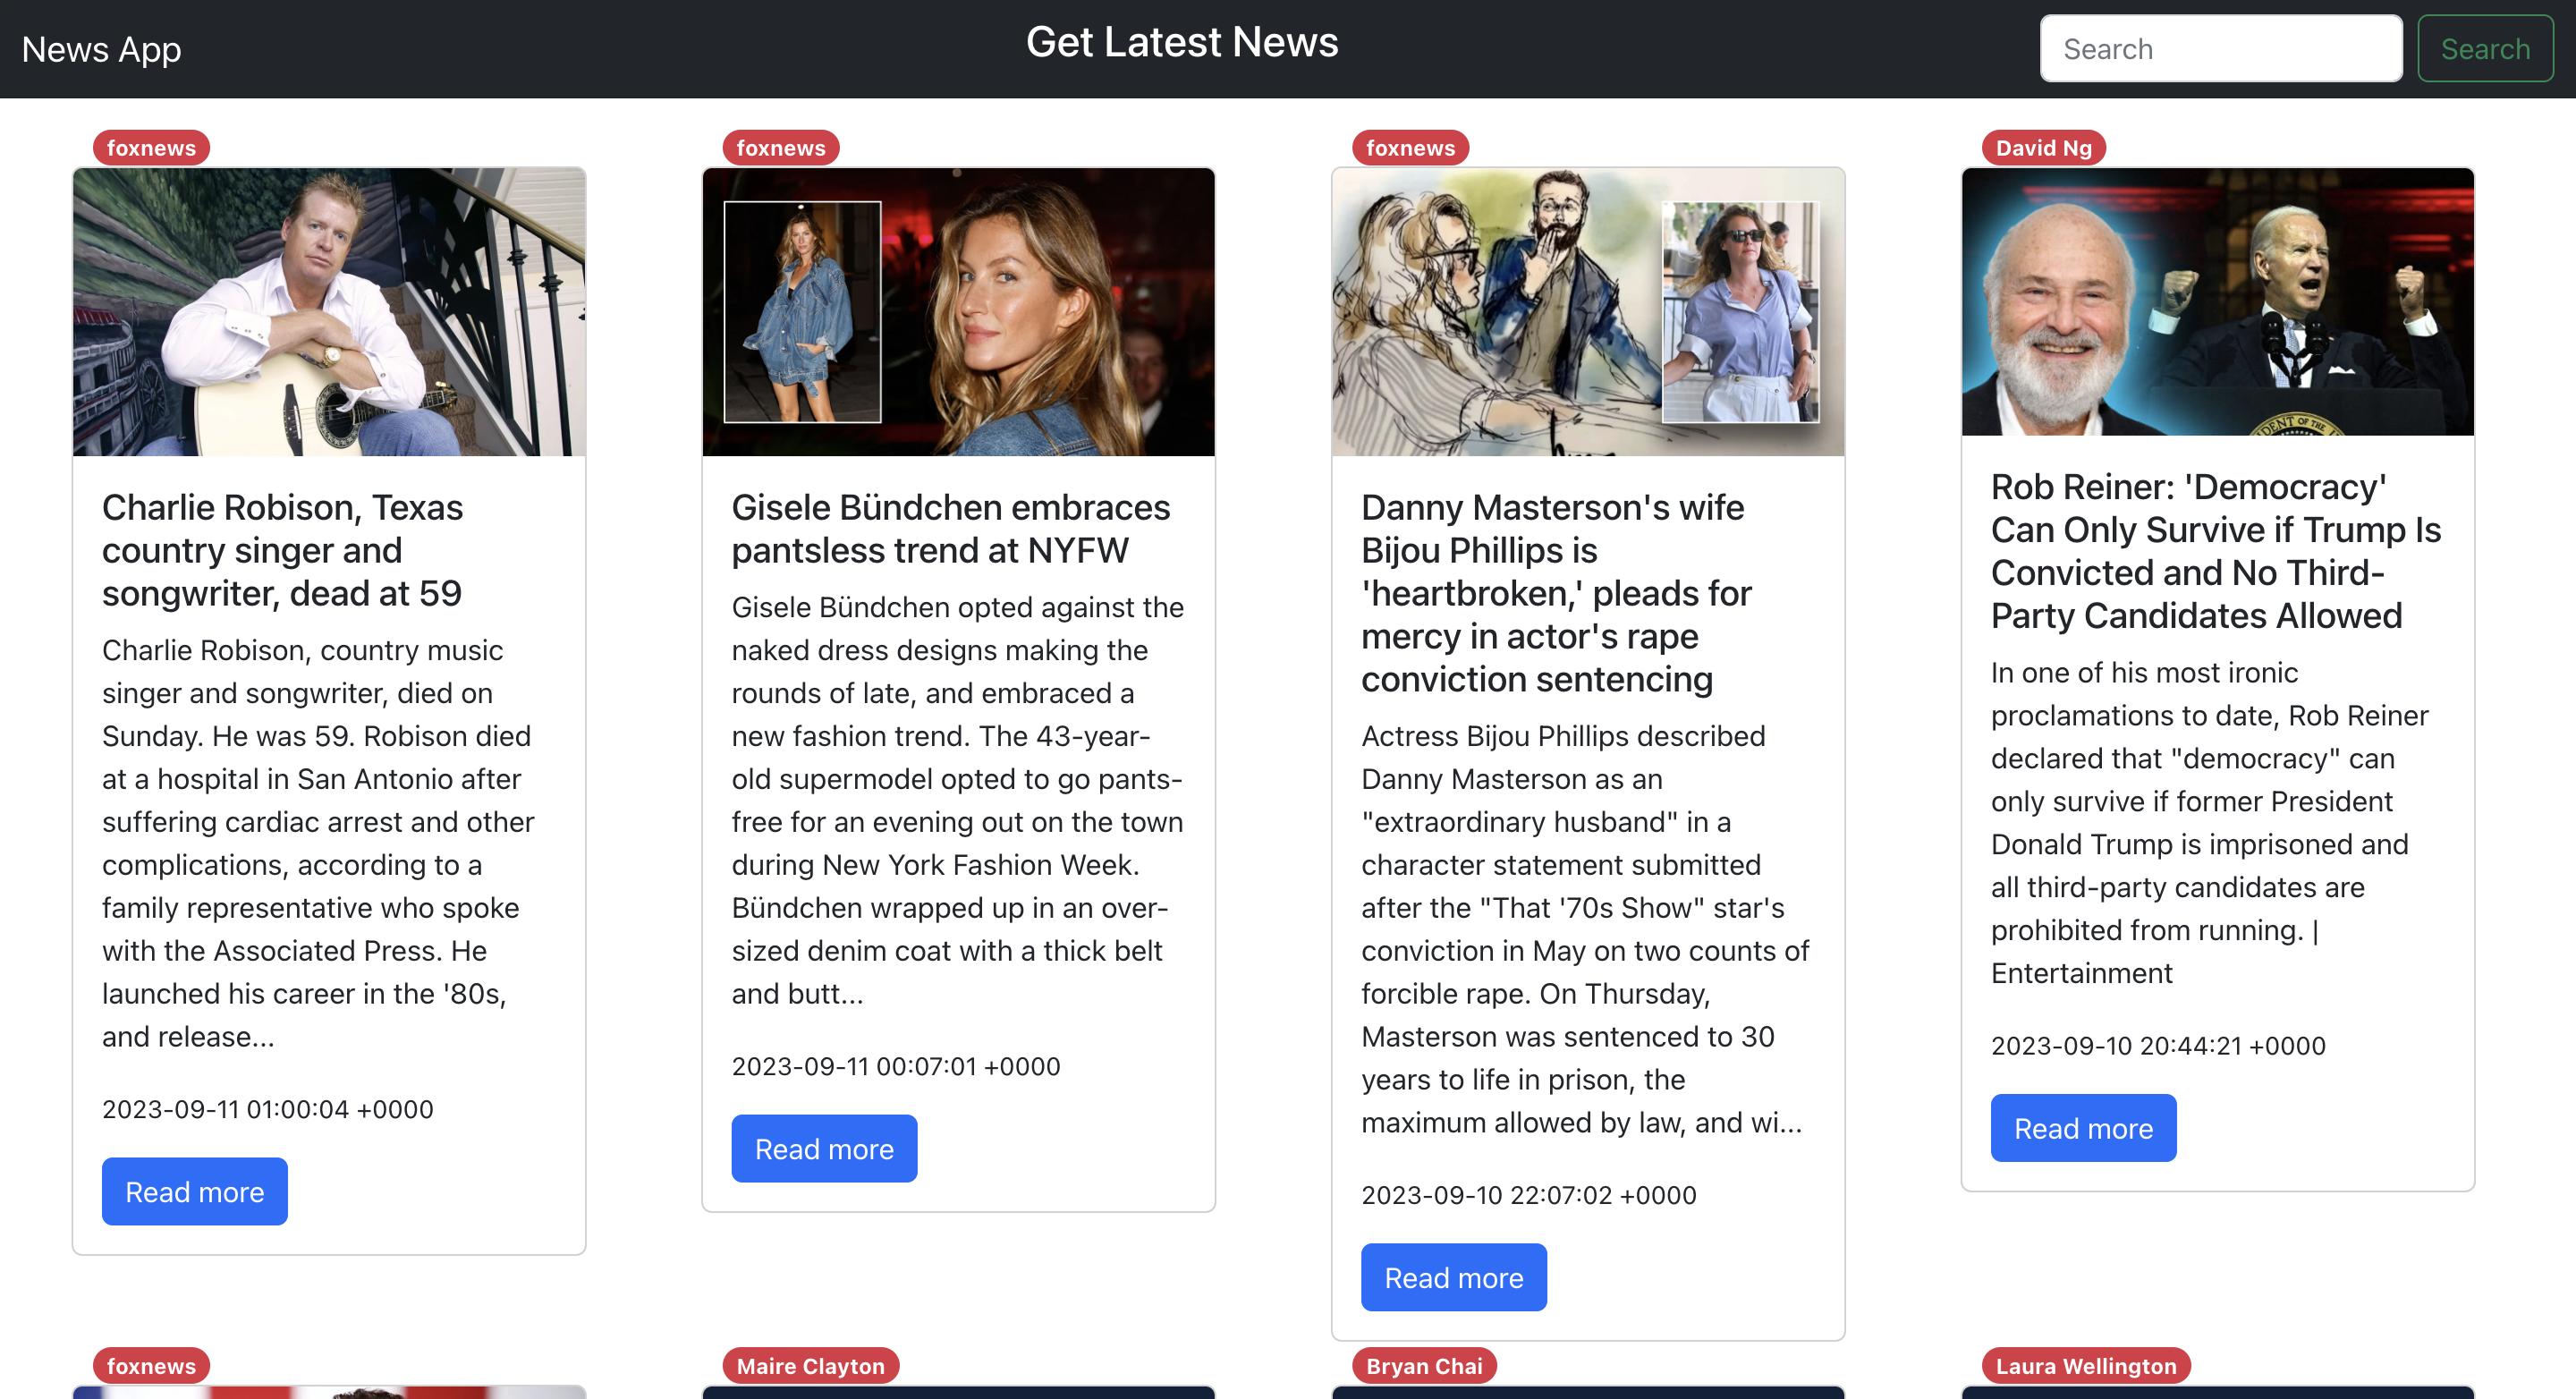 News App
Get Latest News
Search
Search
foxnews
Charlie Robison, Texas
country singer and
songwriter, dead at 59
Charlie Robison, country music
singer and songwriter, died on
Sunday. He was 59. Robison died
at a hospital in San Antonio after
suffering cardiac arrest and other
complications, according to a
family representative who spoke
with the Associated Press. He
launched his career in the '80s,
and release...
2023-09-11 01:00:04 +0000
Read more
foxnews
Gisele Bündchen embraces
pantsless trend at NYFW
Gisele Bündchen opted against the
naked dress designs making the
rounds of late, and embraced a
new fashion trend. The 43-year-
old supermodel opted to go pants-
free for an evening out on the town
during New York Fashion Week.
Bündchen wrapped up in an over-
sized denim coat with a thick belt
and butt...
2023-09-11 00:07:01 +0000
Read more
foxnews
Danny Masterson's wife
Bijou Phillips is
'heartbroken,' pleads for
mercy in actor's rape
conviction sentencing
Actress Bijou Phillips described
Danny Masterson as an
"extraordinary husband" in a
character statement submitted
after the "That '70s Show" star's
conviction in May on two counts of
forcible rape. On Thursday,
Masterson was sentenced to 30
years to life in prison, the
maximum allowed by law, and wi...
2023-09-10 22:07:02 +0000
Read more
David Ng
DENT OF THE
Rob Reiner: 'Democracy'
Can Only Survive if Trump Is
Convicted and No Third-
Party Candidates Allowed
In one of his most ironic
proclamations to date, Rob Reiner
declared that "democracy" can
only survive if former President
Donald Trump is imprisoned and
all third-party candidates are
prohibited from running. |
Entertainment
2023-09-10 20:44:21 +0000
Read more
foxnews
Maire Clayton
Bryan Chai
Laura Wellington